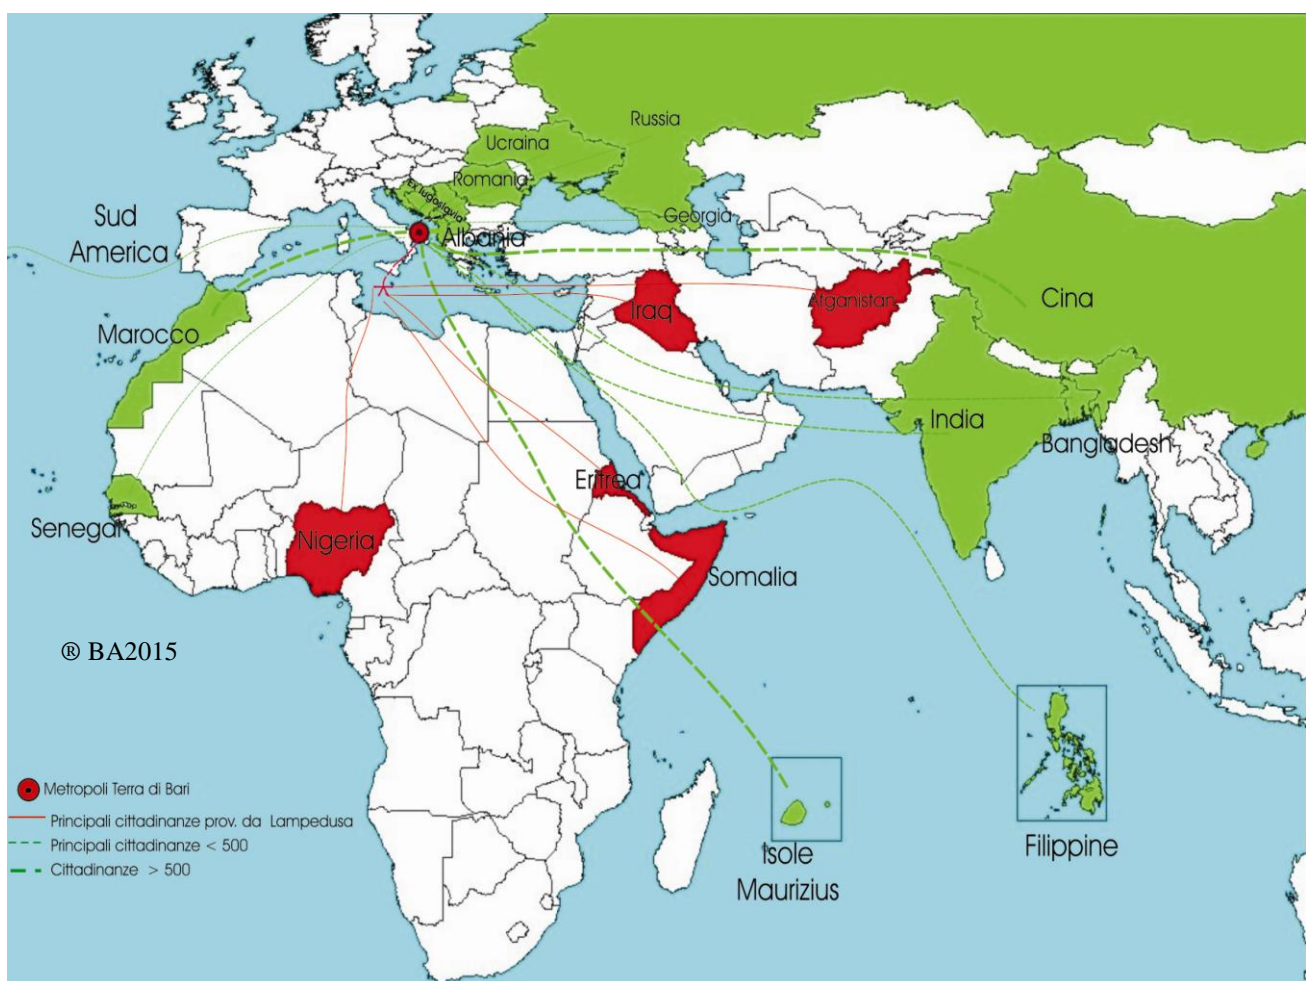 Russia
Ucraina
Romania
Ex Iugoslavia
Georgia
Sud
America
Albania
Cina
Iraq
Afganistan
Marocco
India
Bangladesh
Eritrea
Senegal
Nigeria
Somalia
® BA2015
Metropoli Terra di Bari
Principali cittadinanze prov. da Lampedusa
Principali cittadinanze < 500
Cittadinanze > 500
Isole
Maurizius
Filippine